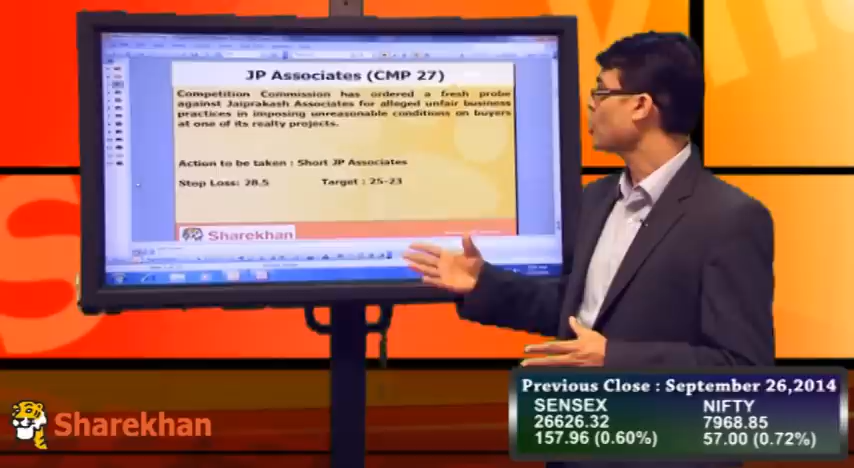 JP Associates (CMP 27)
Competition Commission has ordered a fresh probe
against Jaiprakash Associates for alleged unfair business
practices in imposing unreasonable conditions on buyers
at one of its realty projects.
Action to be taken : Short JP Associates
Stop Loss: 28.5 Target : 25-23
Sharekhan
Sharekhan
Previous Close : September 26,2014
SENSEX NIFTY
26626.32 7968.85
157.96 (0.60%) 57.00 (0.72%)